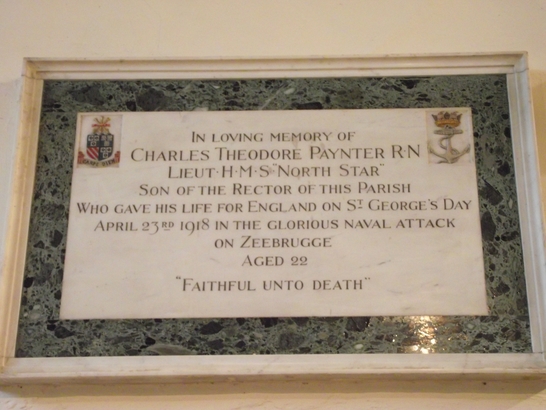 IN LOVING MEMORY OF
CHARLES THEODORE PAYNTER R·N
LIEUT·H·M·S "NORTH STAR"
SON OF THE RECTOR OF THIS PARISH
WHO GAVE HIS LIFE FOR ENGLAND ON ST GEORGE'S DAY
APRIL 23RD 1918 IN THE GLORIOUS NAVAL ATTACK
ON ZEEBRUGGE
AGED 22
"FAITHFUL UNTO DEATH"